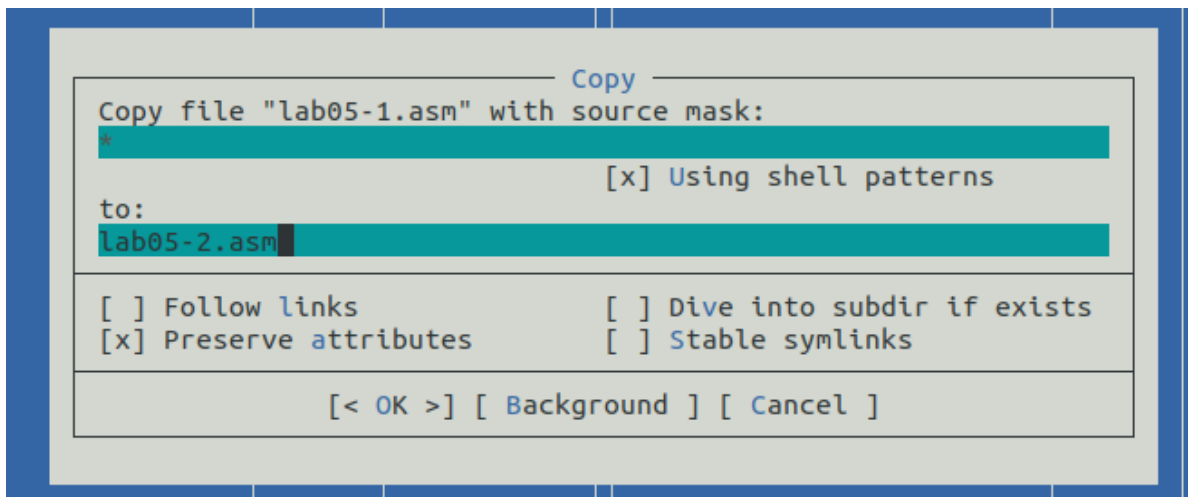 Copy
Copy file "lab05-1.asm" with source mask:
*
[x] Using shell patterns
to:
lab05-2.asm
[ ] Follow links [ ] Dive into subdir if exists
[x] Preserve attributes [ ] Stable symlinks
[< OK >] [ Background ] [ Cancel ]